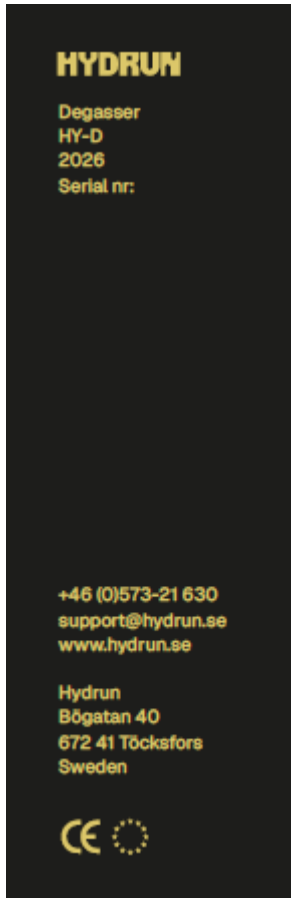 HYDRUN
Degasser
HY-D
2026
Serial nr:
+46 (0)573-21 630
support@hydrun.se
www.hydrun.se
Hydrun
Bögatan 40
672 41 Töcksfors
Sweden
CE